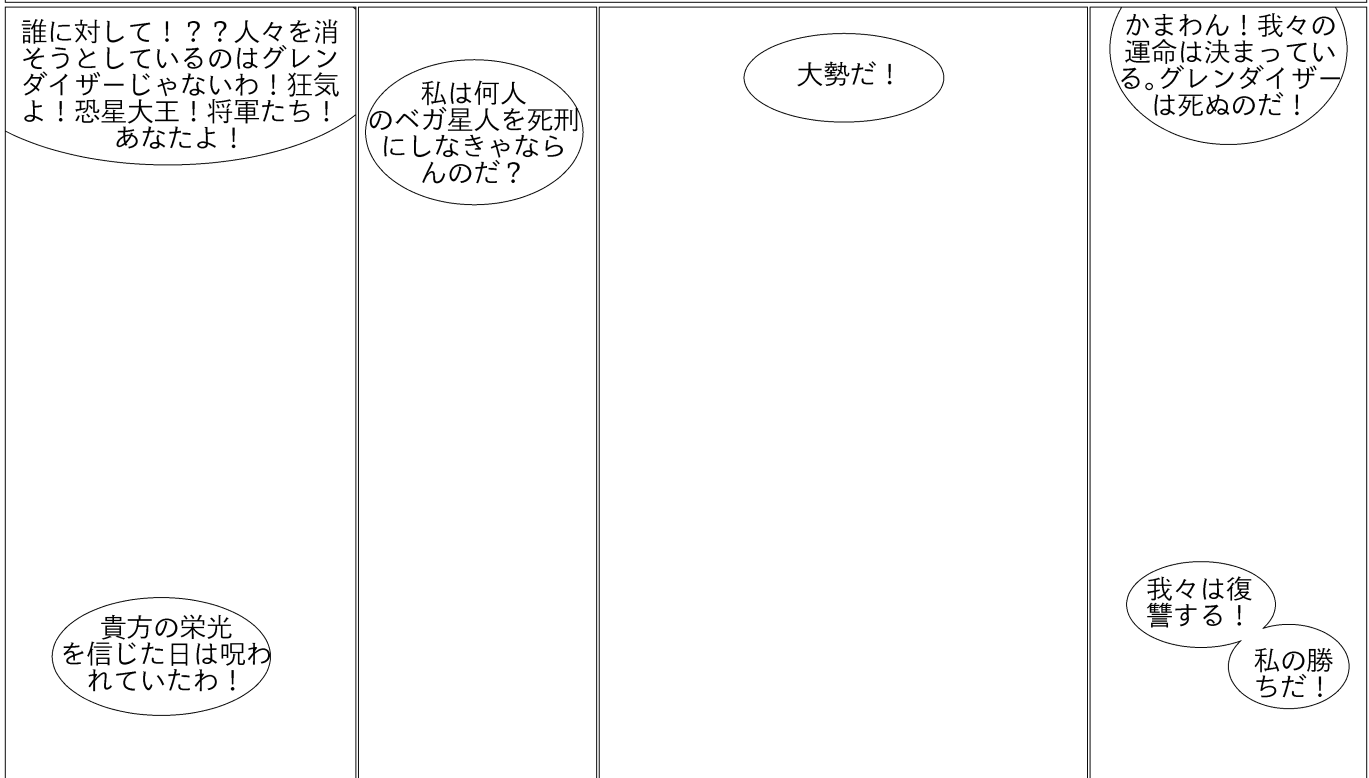 かまわん！我々の
運命は決まってい
る。グレンダイザー
は死ぬのだ！
我々は復
讐する！
私の勝
ちだ！
大勢だ！
私は何人
のベガ星人を死刑
にしなきゃなら
んのだ？
誰に対して！？？人々を消
そうとしているのはグレン
ダイザーじゃないわ！狂気
よ！恐星大王！将軍たち！
あなたよ！
貴方の栄光
を信じた日は呪わ
れていたわ！